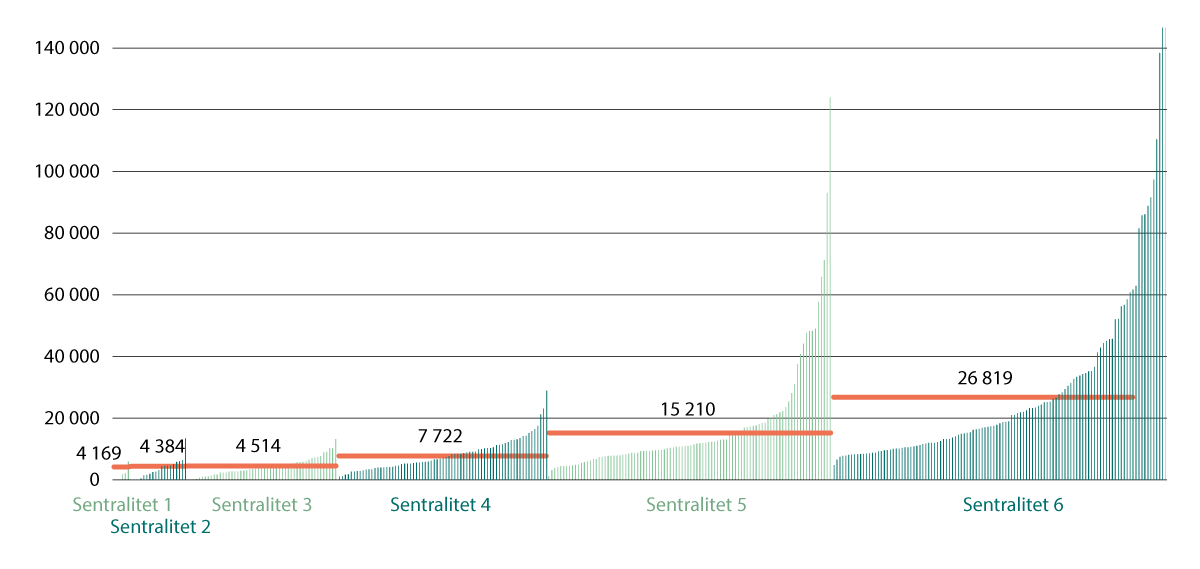 140 000
120 000
100 000
80 000
60 000
40 000
20 000
0
4 169
4 384
4 514
7 722
15 210
26 819
Sentralitet 1
Sentralitet 2
Sentralitet 3
Sentralitet 4
Sentralitet 5
Sentralitet 6